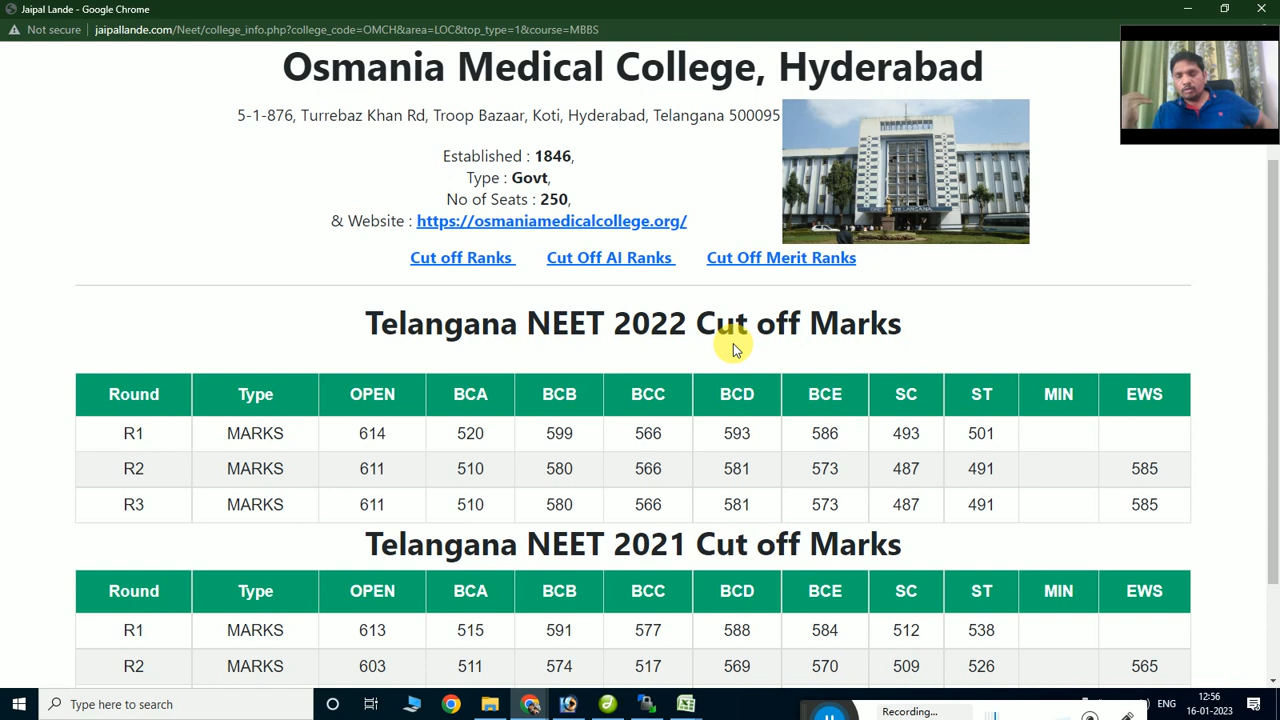 Jaipal Lande - Google Chrome
Not secure jaipallande.com/Neet/college_info.php?college_code=OMCH&area=LOC&top_type=1&course=MBBS
Osmania Medical College, Hyderabad
5-1-876, Turrebaz Khan Rd, Troop Bazaar, Koti, Hyderabad, Telangana 500095
Established : 1846,
Type : Govt,
No of Seats : 250,
& Website : https://osmaniamedicalcollege.org/
Cut off Ranks Cut Off AI Ranks Cut Off Merit Ranks
Telangana NEET 2022 Cut off Marks
Round Type OPEN BCA BCB BCC BCD BCE SC ST MIN EWS
R1 MARKS 614 520 599 566 593 586 493 501
R2 MARKS 611 510 580 566 581 573 487 491 585
R3 MARKS 611 510 580 566 581 573 487 491 585
Telangana NEET 2021 Cut off Marks
Round Type OPEN BCA BCB BCC BCD BCE SC ST MIN EWS
R1 MARKS 613 515 591 577 588 584 512 538
R2 MARKS 603 511 574 517 569 570 509 526 565
Type here to search
Recording...
ENG
12:56
16-01-2023